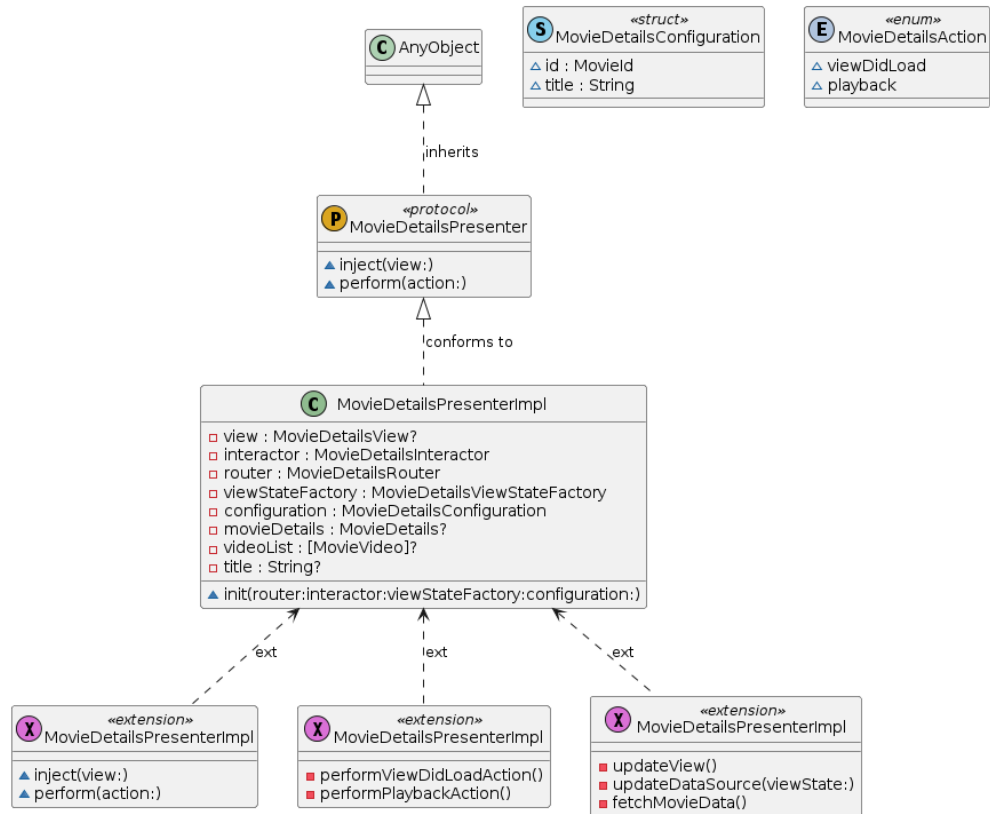 C AnyObject
S «struct»
MovieDetailsConfiguration
id : MovieId
title : String
E «enum»
MovieDetailsAction
viewDidLoad
playback
inherits
P «protocol»
MovieDetailsPresenter
inject(view:)
perform(action:)
conforms to
C MovieDetailsPresenterImpl
view : MovieDetailsView?
interactor : MovieDetailsInteractor
router : MovieDetailsRouter
viewStateFactory : MovieDetailsViewStateFactory
configuration : MovieDetailsConfiguration
movieDetails : MovieDetails?
videoList : [MovieVideo]?
title : String?
init(router:interactor:viewStateFactory:configuration:)
ext
ext
ext
X «extension»
MovieDetailsPresenterImpl
inject(view:)
perform(action:)
X «extension»
MovieDetailsPresenterImpl
performViewDidLoadAction()
performPlaybackAction()
X «extension»
MovieDetailsPresenterImpl
updateView()
updateDataSource(viewState:)
fetchMovieData()